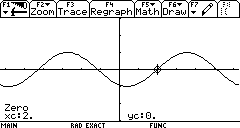 F1 F2 Zoom F3 Trace F4 Regraph F5 Math F6 Draw F7
Zero
xc:2. yc:0.
MAIN RAD EXACT FUNC